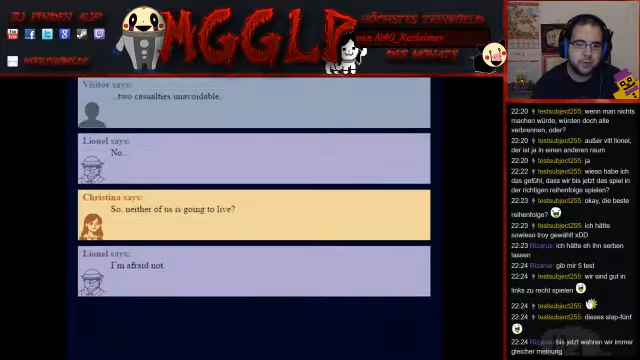 ZU FINDEN AUF:
MGGLP
von N4O_Reclaimer
HÖCHSTES TRINKGELD
DES MONATS
Visitor says:
..two casualties unavoidable.
Lionel says:
No...
Christina says:
So, neither of us is going to live?
Lionel says:
I'm afraid not.
22:20 testsubject255: wenn man nichts
machen würde, würden doch alle
verbrennen, oder?
22:20 testsubject255: außer vllt lionel,
der ist ja in einen anderen raum
22:20 testsubject255: ja
22:22 testsubject255: wieso habe ich
das gefühl, dass wir bis jetzt das spiel in
der richtigen reihenfolge spielen?
22:23 testsubject255: okay, die beste
reihenfolge?
22:23 testsubject255: ich hätte
sowieso troy gewählt xDD
22:23 Rizarus: ich hätte eh ihn serben
lassen
22:24 Rizarus: gib mir 5 test
22:24 testsubject255: wir sind gut in
links zu recht spielen
22:24 testsubject255:
22:24 testsubject255: dieses slap-fünf
22:24 Rizarus: bis jetzt wahren wir immer
gleicher meinung